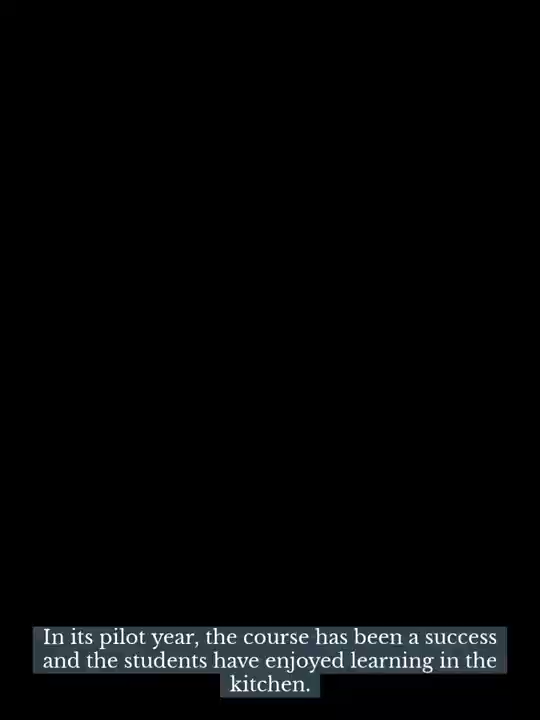 In its pilot year, the course has been a success
and the students have enjoyed learning in the
kitchen.